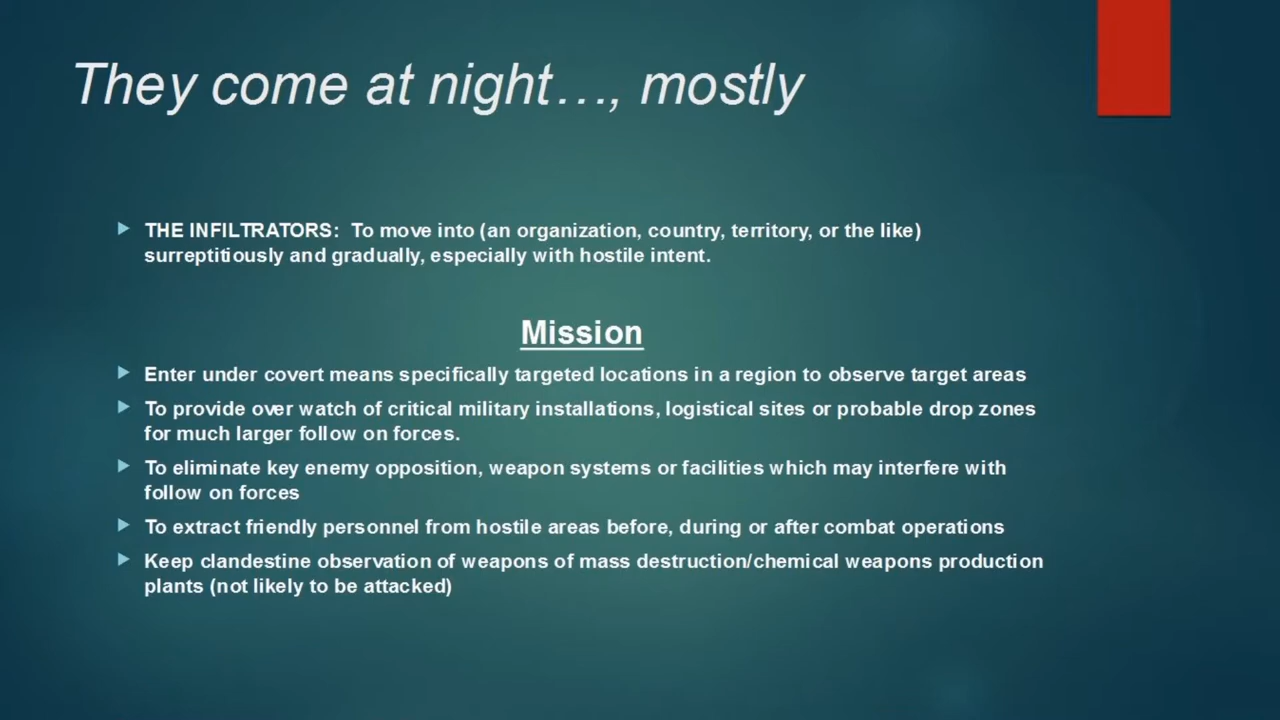 They come at night…, mostly
THE INFILTRATORS:  To move into (an organization, country, territory, or the like)
surreptitiously and gradually, especially with hostile intent.
Mission
Enter under covert means specifically targeted locations in a region to observe target areas
To provide over watch of critical military installations, logistical sites or probable drop zones
for much larger follow on forces.
To eliminate key enemy opposition, weapon systems or facilities which may interfere with
follow on forces
To extract friendly personnel from hostile areas before, during or after combat operations
Keep clandestine observation of weapons of mass destruction/chemical weapons production
plants (not likely to be attacked)